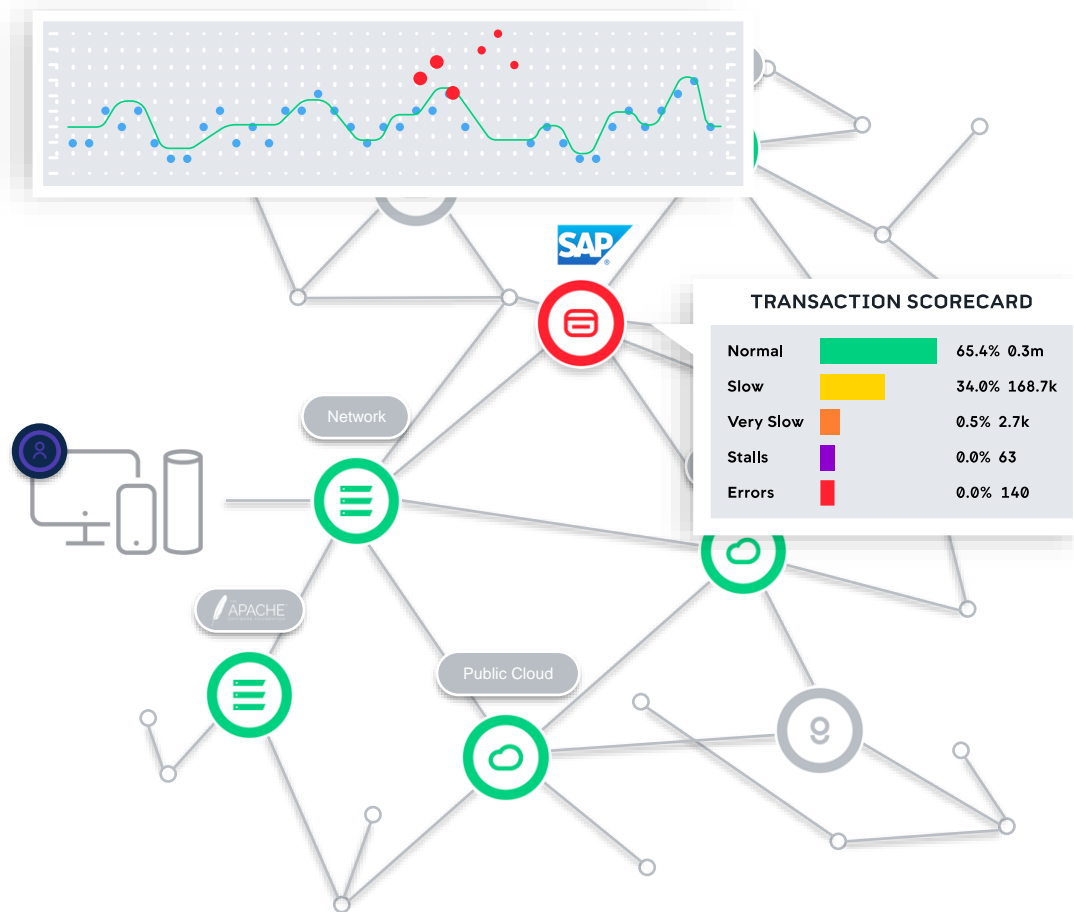 SAP
®
TRANSACTION SCORECARD
Normal 65.4% 0.3m
Slow 34.0% 168.7k
Very Slow 0.5% 2.7k
Stalls 0.0% 63
Errors 0.0% 140
Network
APACHE
Public Cloud